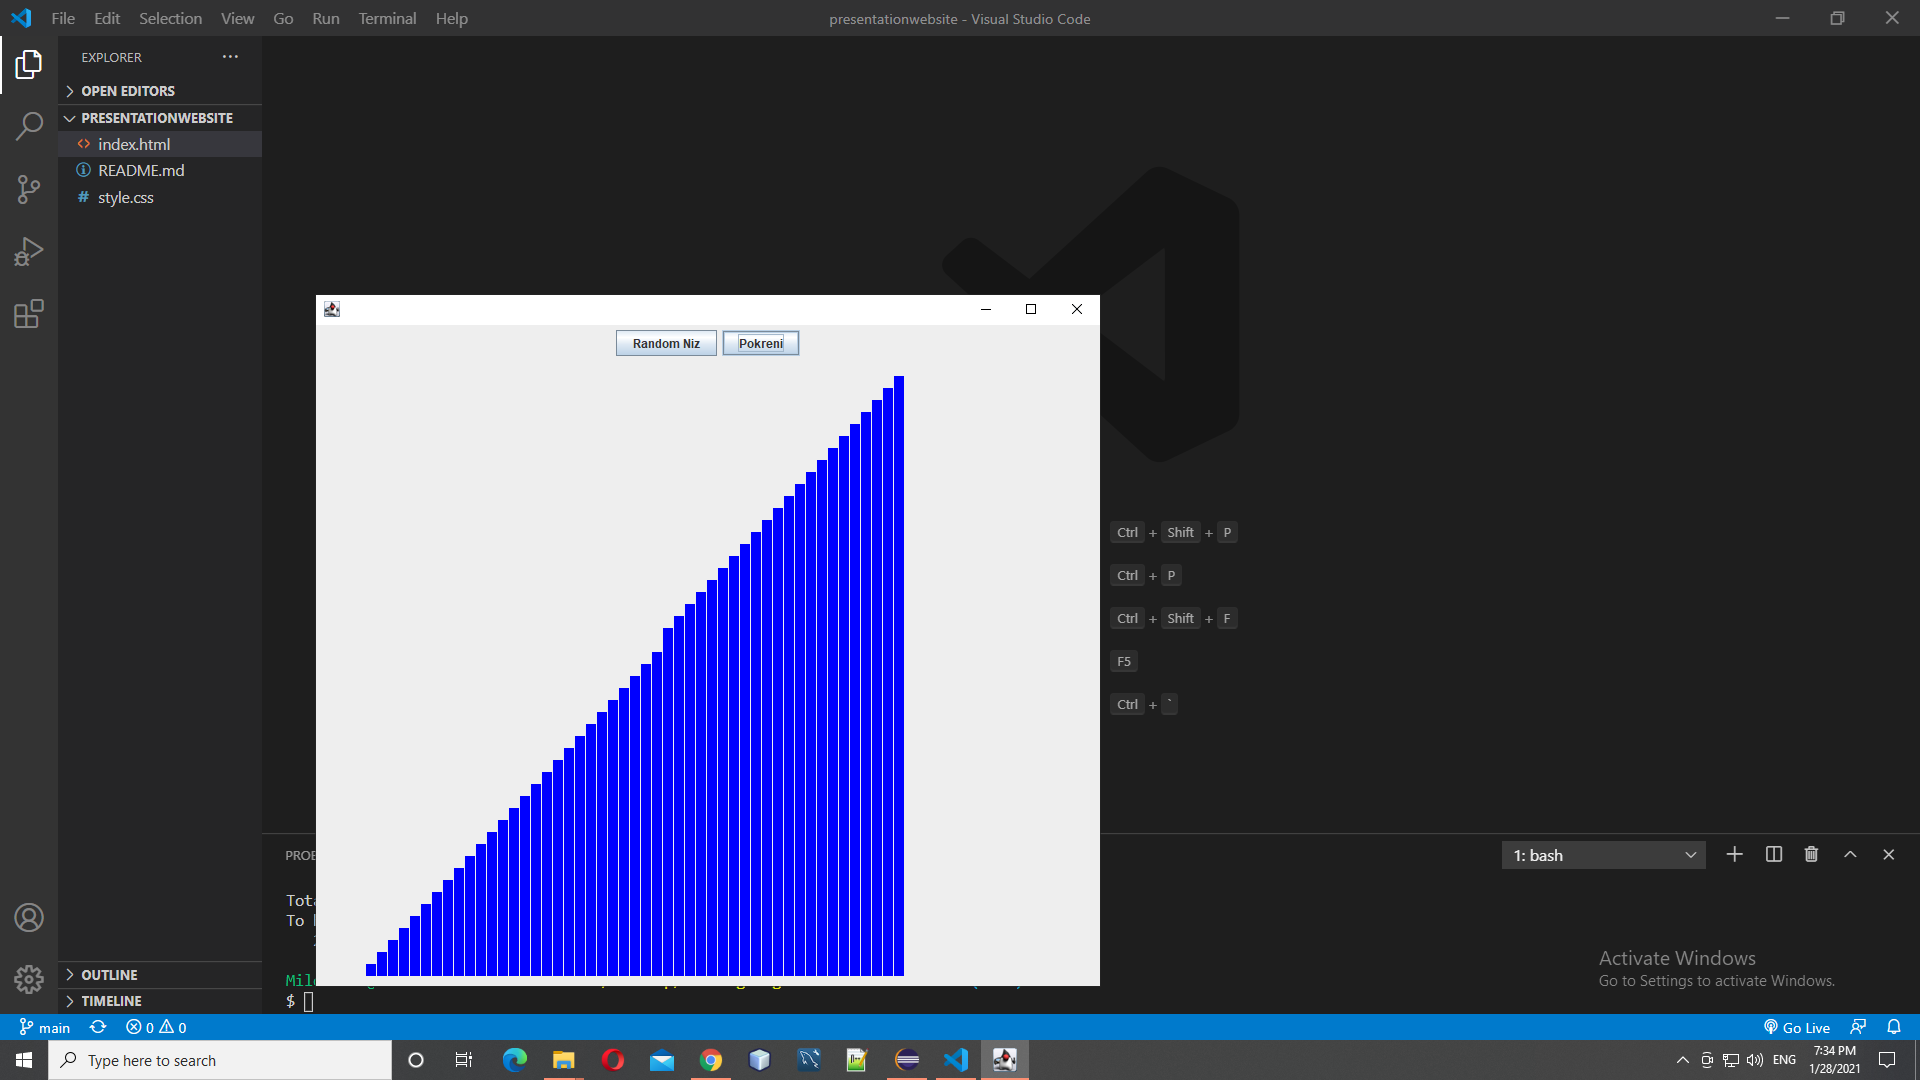 File Edit Selection View Go Run Terminal Help
presentationwebsite - Visual Studio Code
EXPLORER
OPEN EDITORS
PRESENTATIONWEBSITE
index.html
README.md
style.css
Random Niz Pokreni
Ctrl + Shift + P
Ctrl + P
Ctrl + Shift + F
F5
Ctrl + `
1: bash
To
$
OUTLINE
TIMELINE
Activate Windows
Go to Settings to activate Windows.
main 0 0 Go Live
Type here to search
ENG
7:34 PM
1/28/2021